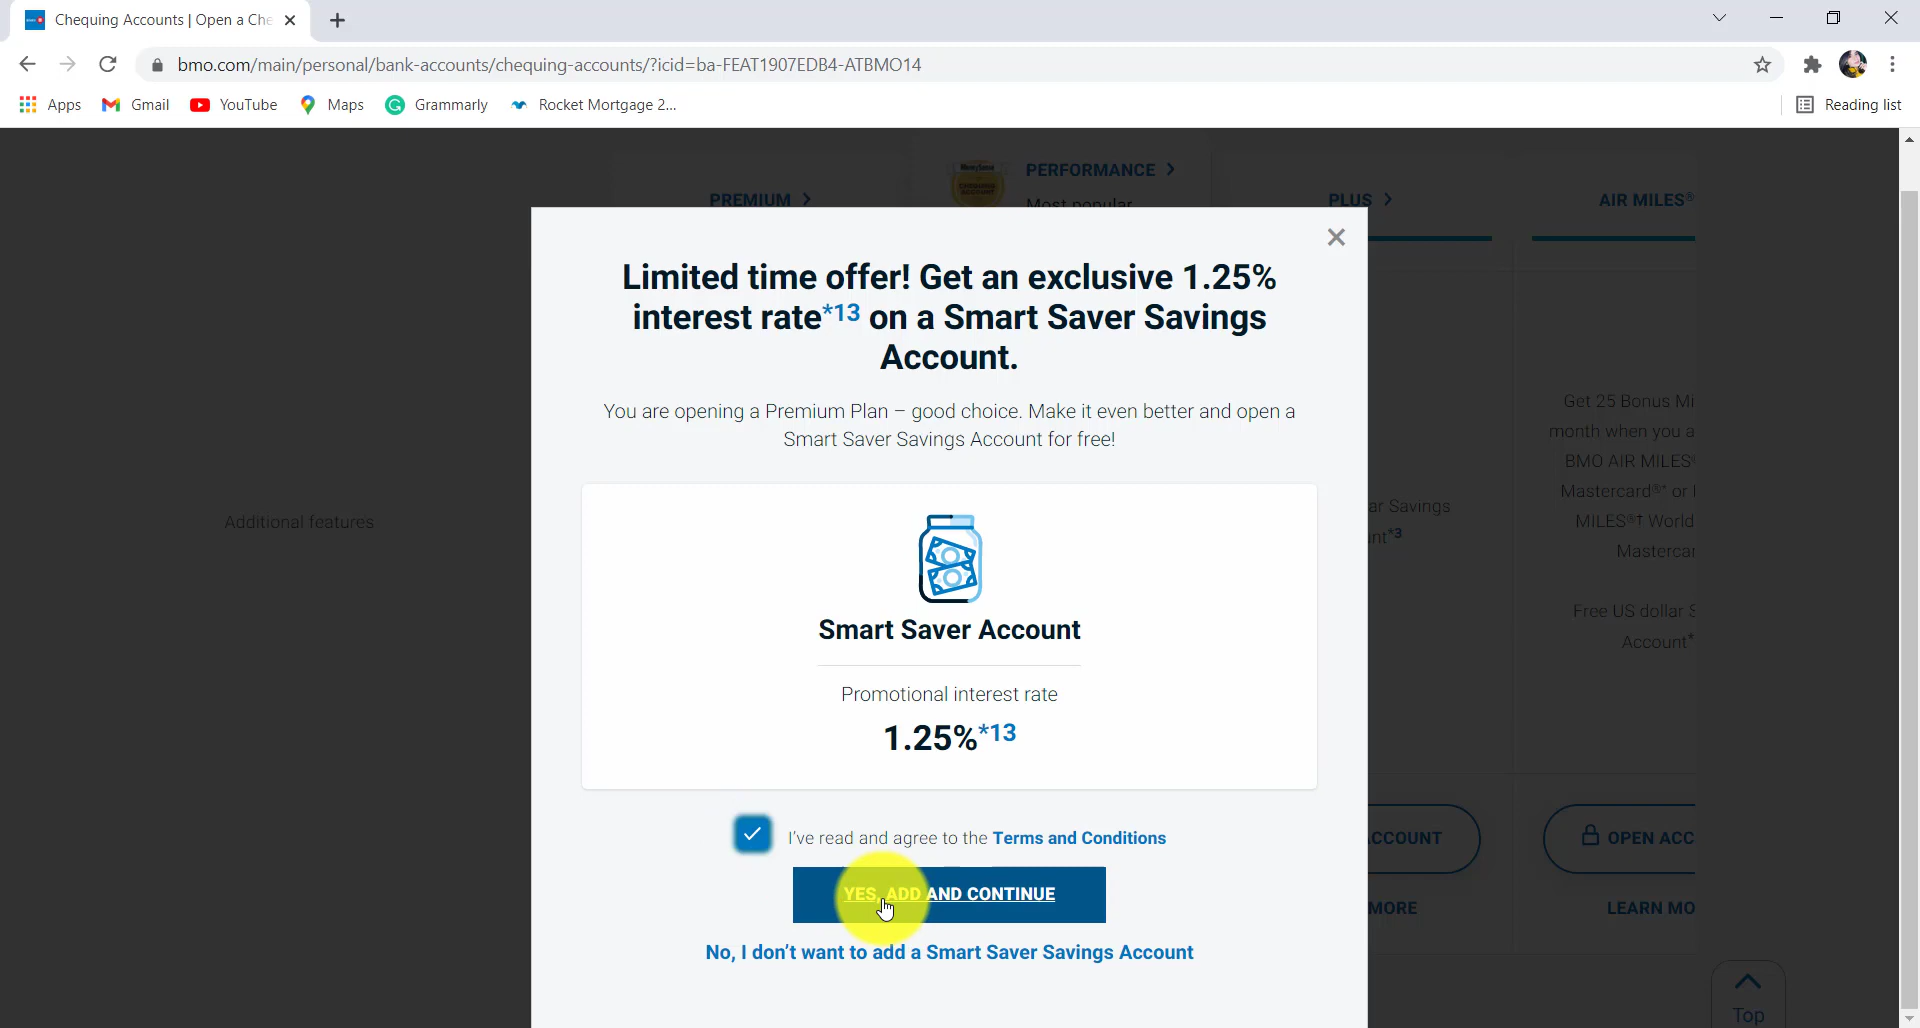 Chequing Accounts | Open a Che
bmo.com/main/personal/bank-accounts/chequing-accounts/?icid=ba-FEAT1907EDB4-ATBMO14
Apps
Gmail
YouTube
Maps
Grammarly
Rocket Mortgage 2...
Reading list
PREMIUM
PERFORMANCE
Most popular
PLUS
AIR MILES®
Limited time offer! Get an exclusive 1.25%
interest rate*13 on a Smart Saver Savings
Account.
You are opening a Premium Plan – good choice. Make it even better and open a
Smart Saver Savings Account for free!
Smart Saver Account
Promotional interest rate
1.25%*13
I've read and agree to the Terms and Conditions
YES, ADD AND CONTINUE
No, I don't want to add a Smart Saver Savings Account
Additional features
ar Savings
unt*3
Get 25 Bonus Mi
month when you a
BMO AIR MILES®
Mastercard®* or
MILES®† World
Masterca
Free US dollar S
Account*
CCOUNT
OPEN ACC
MORE
LEARN MO
Top